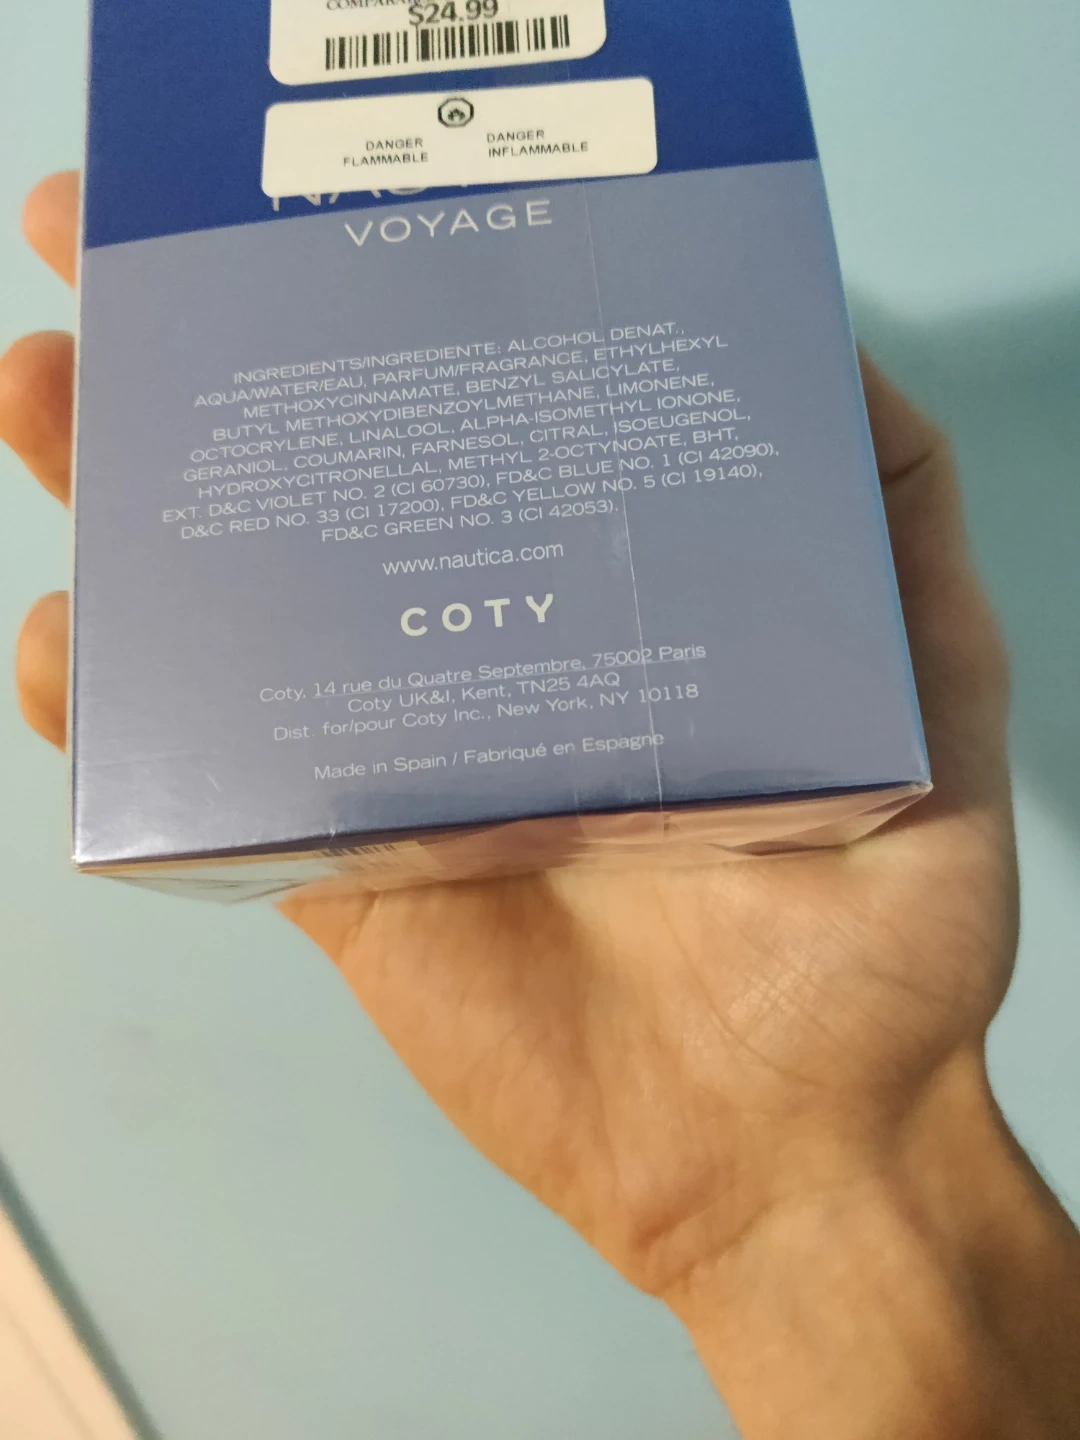 $24.99
DANGER
FLAMMABLE
DANGER
INFLAMMABLE
VOYAGE
INGREDIENTS/INGREDIENTE: ALCOHOL DENAT.,
AQUA/WATER/EAU, PARFUM/FRAGRANCE, ETHYLHEXYL
METHOXYCINNAMATE, BENZYL SALICYLATE,
BUTYL METHOXYDIBENZOYLMETHANE, LIMONENE,
OCTOCRYLENE, LINALOOL, ALPHA-ISOMETHYL IONONE,
GERANIOL, COUMARIN, FARNESOL, CITRAL, ISOEUGENOL,
HYDROXYCITRONELLAL, METHYL 2-OCTYNOATE, BHT,
EXT. D&C VIOLET NO. 2 (CI 60730), FD&C BLUE NO. 1 (CI 42090),
D&C RED NO. 33 (CI 17200), FD&C YELLOW NO. 5 (CI 19140),
FD&C GREEN NO. 3 (CI 42053).
www.nautica.com
COTY
Coty, 14 rue du Quatre Septembre, 75002 Paris
Coty UK&I, Kent, TN25 4AQ
Dist. for/pour Coty Inc., New York, NY 10118
Made in Spain / Fabriqué en Espagne